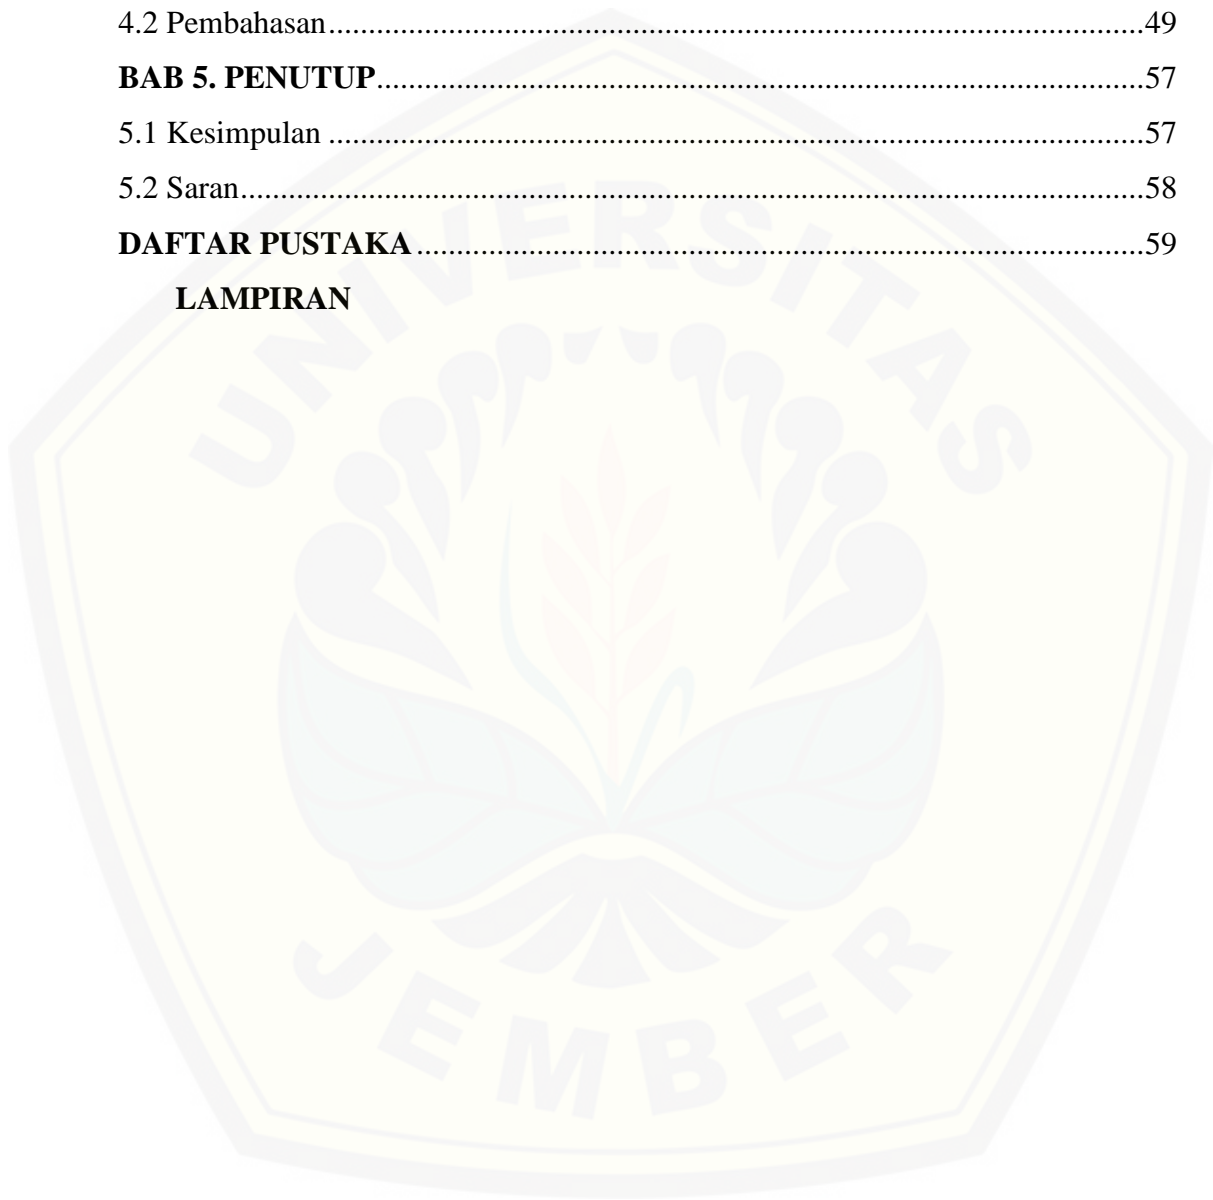 4.2 Pembahasan......................................................................................................49
BAB 5. PENUTUP................................................................................................57
5.1 Kesimpulan ......................................................................................................57
5.2 Saran.................................................................................................................58
DAFTAR PUSTAKA...........................................................................................59
LAMPIRAN
UNIVERSITAS
JEMBER